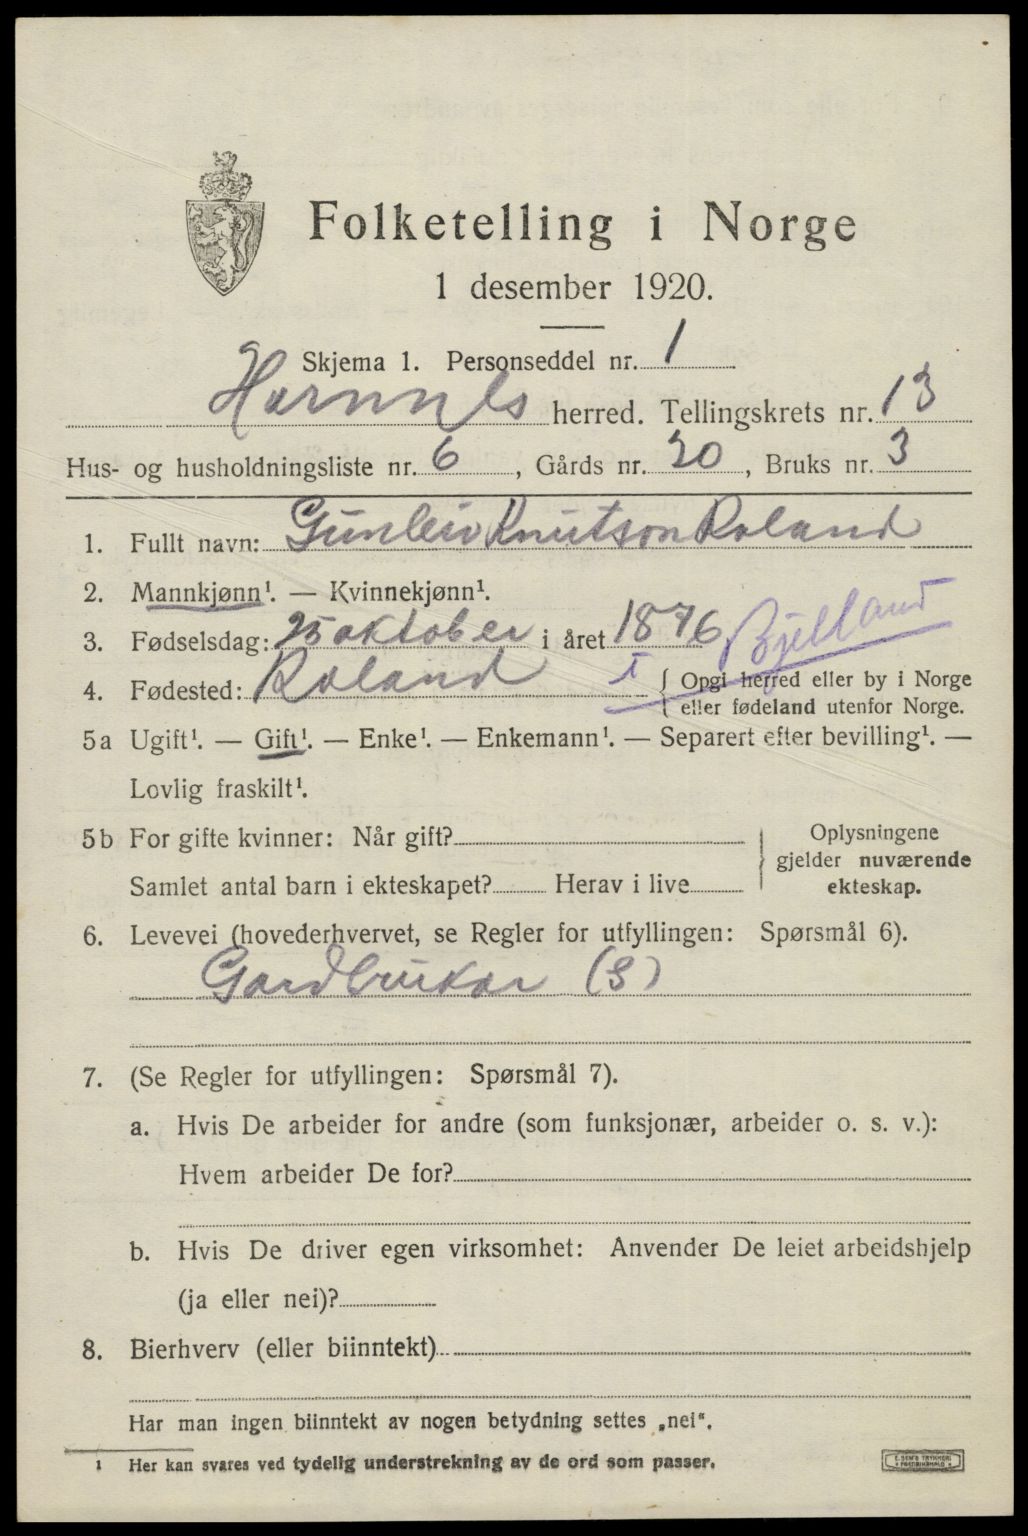 Folketelling i Norge
1 desember 1920.
Skjema 1. Personseddel nr. 1
Hornnes herred. Tellingskrets nr. 13
Hus- og husholdningsliste nr. 6, Gårds nr. 20, Bruks nr. 3
1. Fullt navn: Gunleiv Knutson Roland
2. Mannkjønn¹. — Kvinnekjønn¹.
3. Fødselsdag: 25 oktober i året 1876
4. Fødested: Roland i Bjelland { Opgi herred eller by i Norge
eller fødeland utenfor Norge.
5a Ugift¹. — Gift¹. — Enke¹. — Enkemann¹. — Separert efter bevilling¹. —
Lovlig fraskilt¹.
5b For gifte kvinner: Når gift?
Samlet antal barn i ekteskapet? Herav i live
} Oplysningene
gjelder nuværende
ekteskap.
6. Levevei (hovederhvervet, se Regler for utfyllingen: Spørsmål 6).
Gardbrukar (S)
7. (Se Regler for utfyllingen: Spørsmål 7).
a. Hvis De arbeider for andre (som funksjonær, arbeider o. s. v.):
Hvem arbeider De for?
b. Hvis De driver egen virksomhet: Anvender De leiet arbeidshjelp
(ja eller nei)?
8. Bierhverv (eller biinntekt)
Har man ingen biinntekt av nogen betydning settes „nei“.
¹ Her kan svares ved tydelig understrekning av de ord som passer.